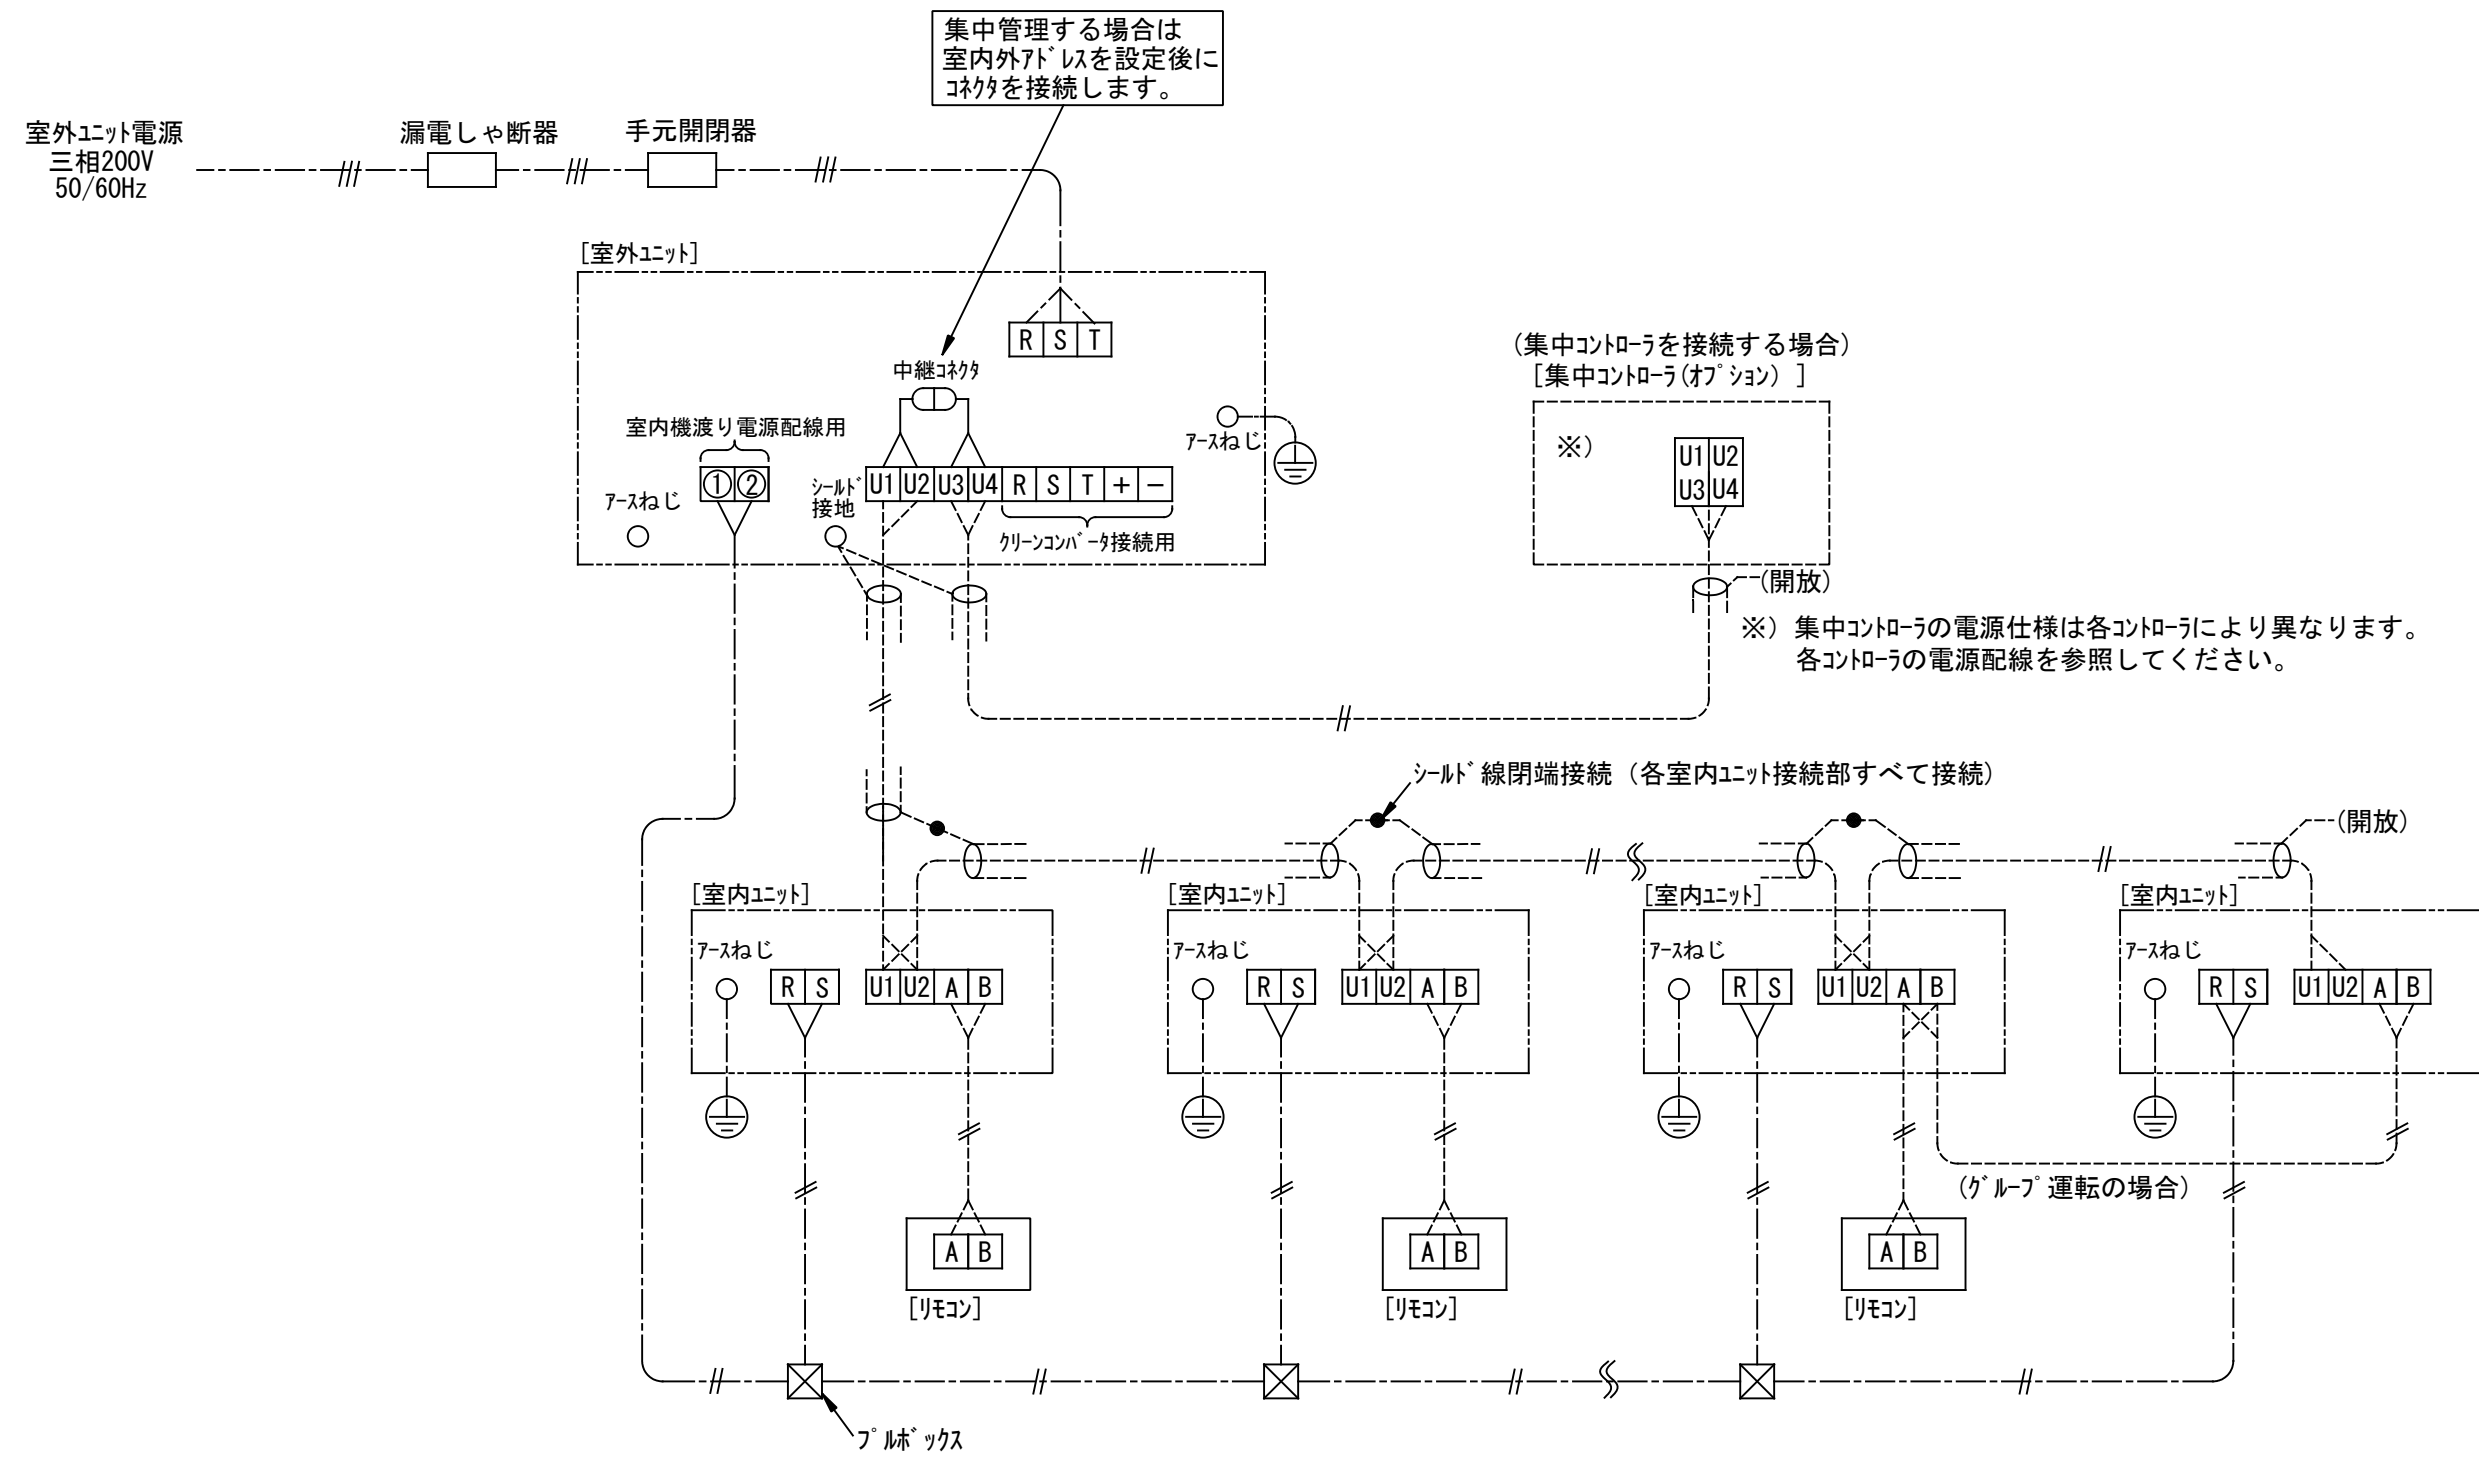 集中管理する場合は
室内外ｱﾄﾞﾚｽを設定後に
ｺﾈｸﾀを接続します。
室外ﾕﾆｯﾄ電源
三相200V
50/60Hz
漏電しゃ断器
手元開閉器
[室外ﾕﾆｯﾄ]
R S T
中継ｺﾈｸﾀ
室内機渡り電源配線用
① ②
ｱｰｽねじ
ｼｰﾙﾄﾞ
接地
U1 U2 U3 U4 R S T + −
ｸﾘｰﾝｺﾝﾊﾞｰﾀ接続用
ｱｰｽねじ
(集中ｺﾝﾄﾛｰﾗを接続する場合)
[集中ｺﾝﾄﾛｰﾗ(ｵﾌﾟｼｮﾝ) ]
※)
U1 U2
U3 U4
(開放)
※) 集中ｺﾝﾄﾛｰﾗの電源仕様は各ｺﾝﾄﾛｰﾗにより異なります。
各ｺﾝﾄﾛｰﾗの電源配線を参照してください。
ｼｰﾙﾄﾞ線閉端接続 (各室内ﾕﾆｯﾄ接続部すべて接続)
(開放)
[室内ﾕﾆｯﾄ]
ｱｰｽねじ
R S
U1 U2 A B
[室内ﾕﾆｯﾄ]
ｱｰｽねじ
R S
U1 U2 A B
[室内ﾕﾆｯﾄ]
ｱｰｽねじ
R S
U1 U2 A B
[室内ﾕﾆｯﾄ]
ｱｰｽねじ
R S
U1 U2 A B
(ｸﾞﾙｰﾌﾟ運転の場合)
A B
[ﾘﾓｺﾝ]
A B
[ﾘﾓｺﾝ]
A B
[ﾘﾓｺﾝ]
ﾌﾟﾙﾎﾞｯｸｽ